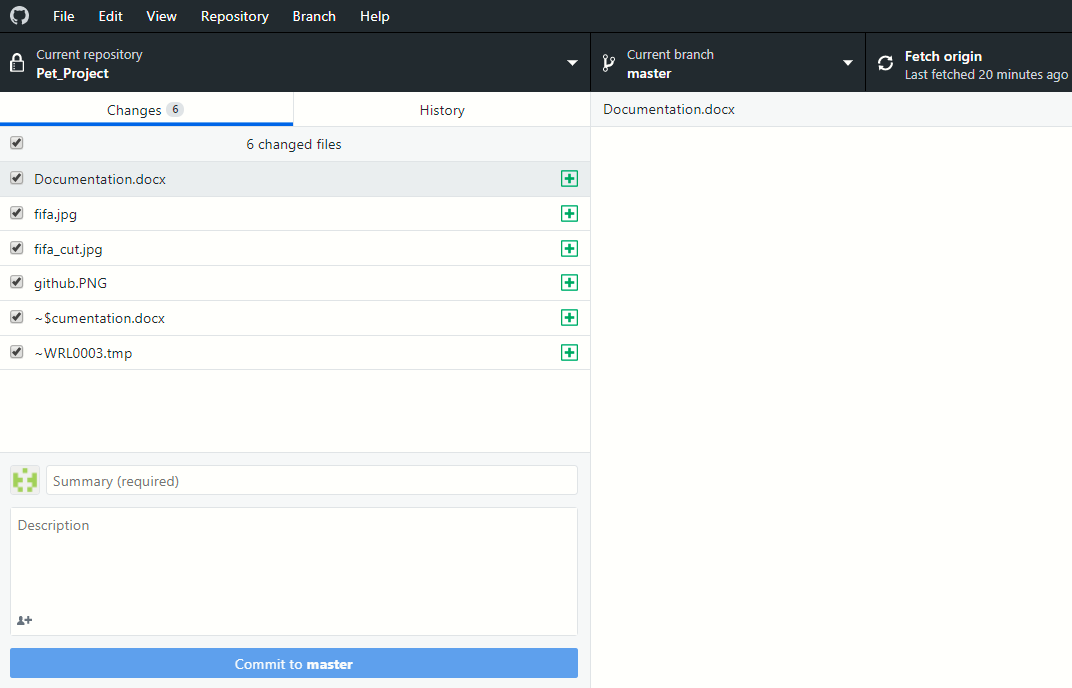 File Edit View Repository Branch Help
Current repository
Pet_Project
Current branch
master
Fetch origin
Last fetched 20 minutes ago
Changes 6
History
Documentation.docx
6 changed files
Documentation.docx
fifa.jpg
fifa_cut.jpg
github.PNG
~$cumentation.docx
~WRL0003.tmp
Summary (required)
Description
Commit to master